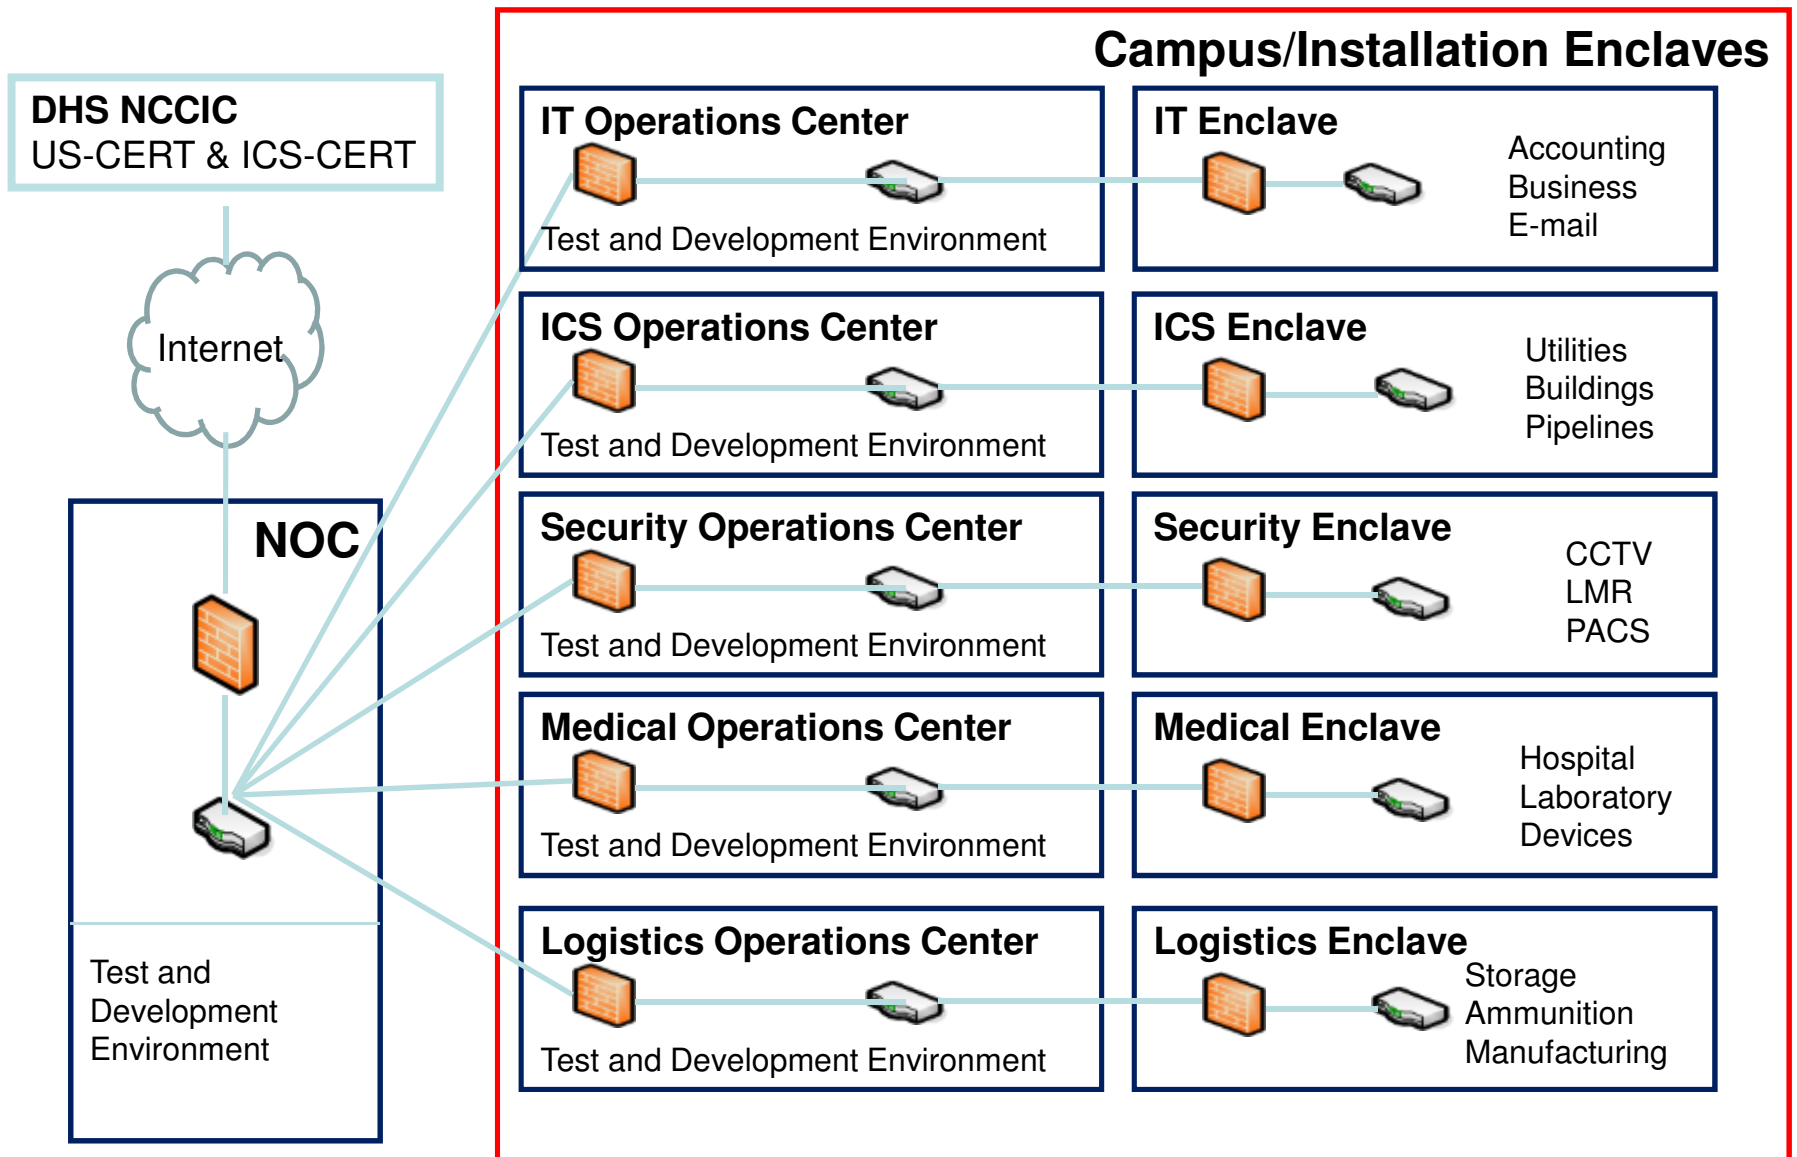 Campus/Installation Enclaves
DHS NCCIC
US-CERT & ICS-CERT
Internet
NOC
Test and
Development
Environment
IT Operations Center
Test and Development Environment
IT Enclave
Accounting
Business
E-mail
ICS Operations Center
Test and Development Environment
ICS Enclave
Utilities
Buildings
Pipelines
Security Operations Center
Test and Development Environment
Security Enclave
CCTV
LMR
PACS
Medical Operations Center
Test and Development Environment
Medical Enclave
Hospital
Laboratory
Devices
Logistics Operations Center
Test and Development Environment
Logistics Enclave
Storage
Ammunition
Manufacturing